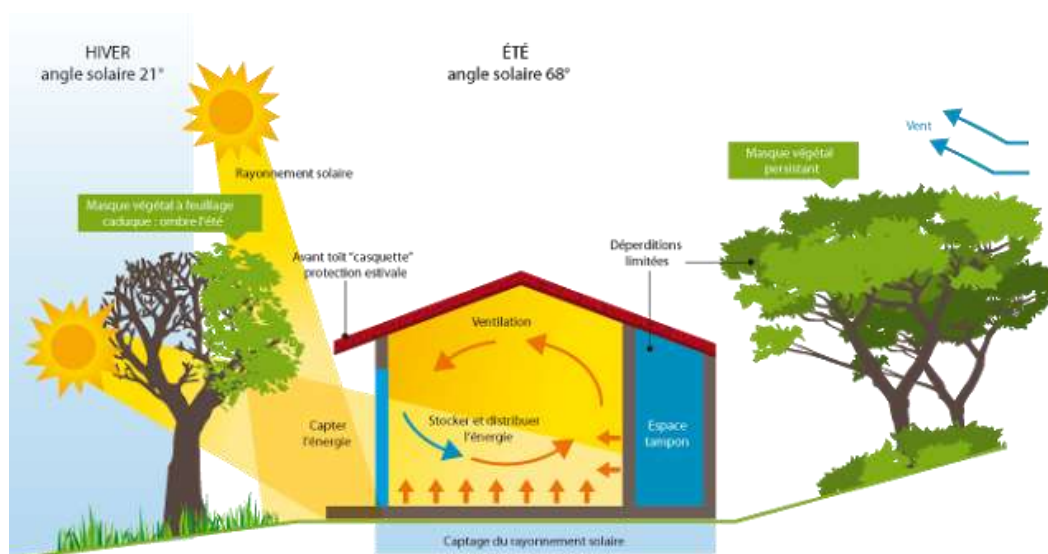 HIVER
angle solaire 21°
ÉTÉ
angle solaire 68°
Vent
Masque végétal
persistant
Rayonnement solaire
Masque végétal à feuillage
caduque : ombre l'été
Avant toît "casquette"
protection estivale
Déperditions
limitées
Ventilation
Capter
l'énergie
Stocker et distribuer
l'énergie
Espace
tampon
Captage du rayonnement solaire